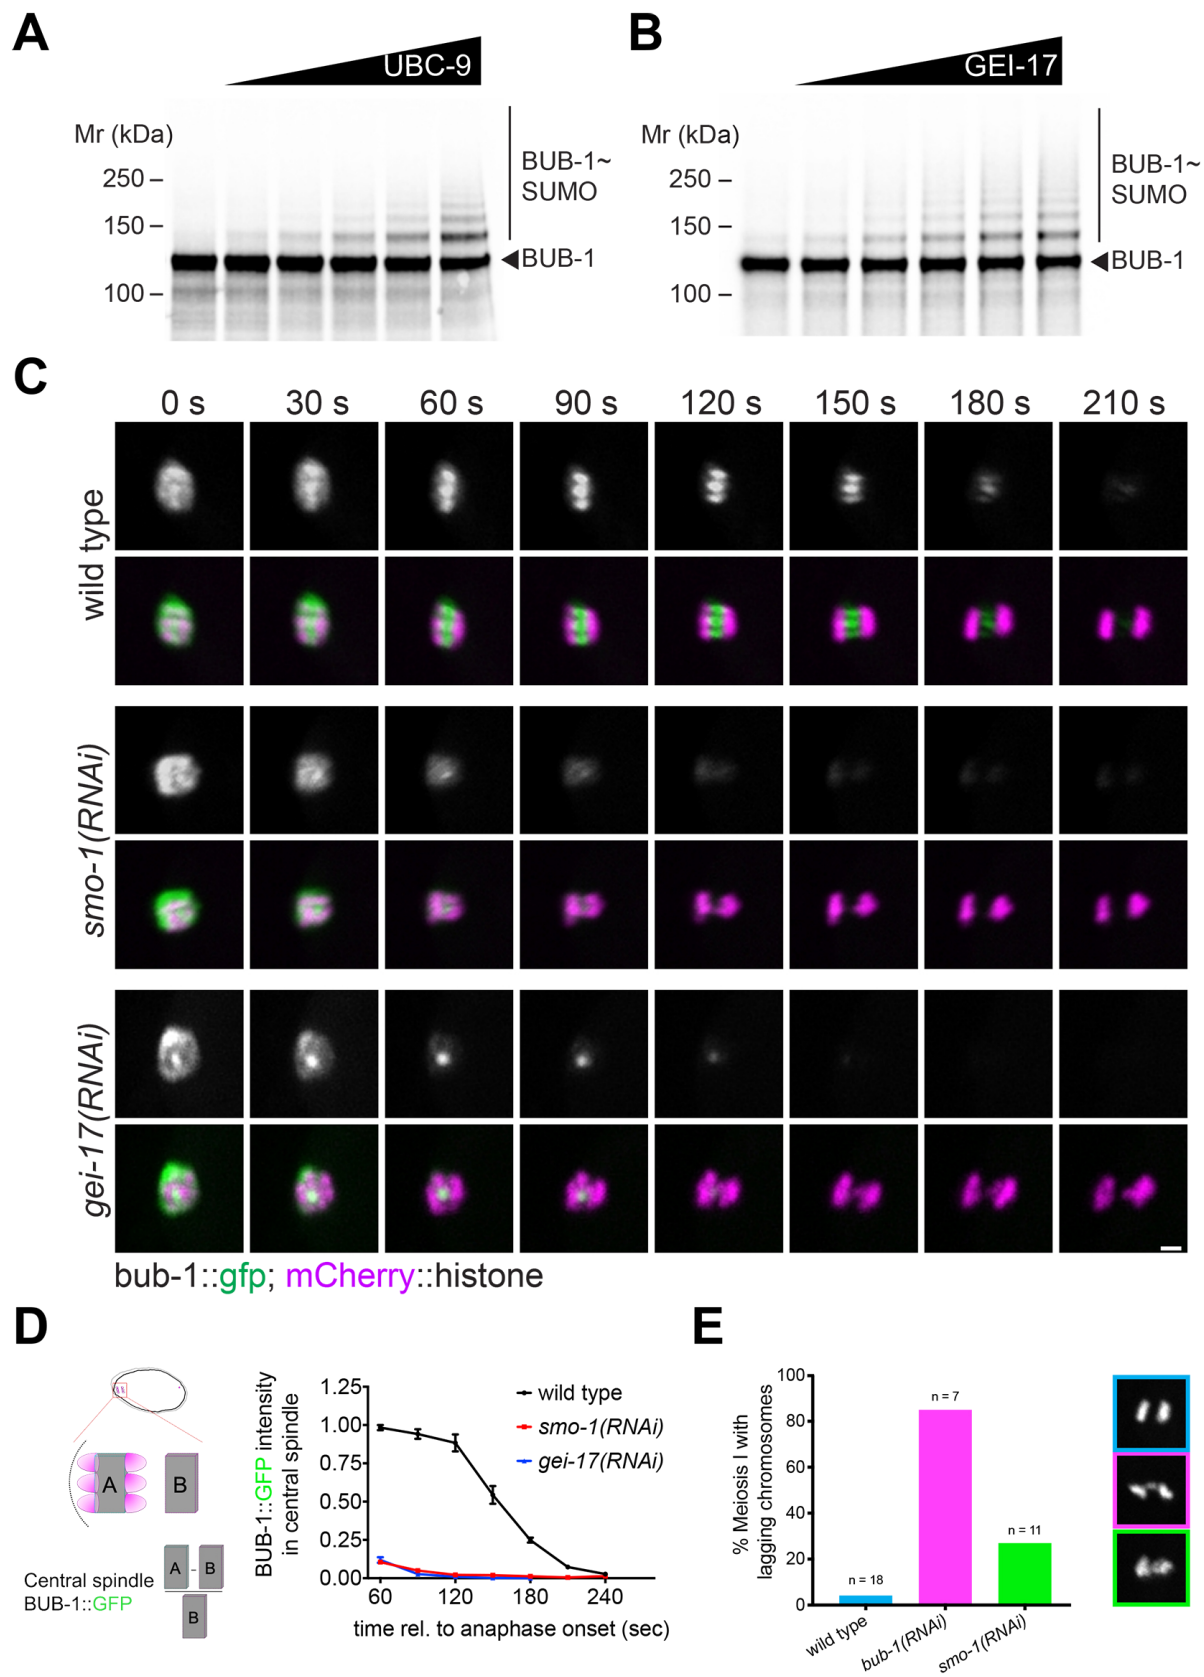 A
UBC-9
Mr (kDa)
250
150
100
BUB-1~
SUMO
BUB-1
B
GEI-17
Mr (kDa)
250
150
100
BUB-1~
SUMO
BUB-1
C
0 s 30 s 60 s 90 s 120 s 150 s 180 s 210 s
wild type
smo-1(RNAi)
gei-17(RNAi)
bub-1::gfp; mCherry::histone
D
A
B
Central spindle
BUB-1::GFP
A - B
B
BUB-1::GFP intensity
in central spindle
1.25
1.00
0.75
0.50
0.25
0.00
60 120 180 240
time rel. to anaphase onset (sec)
wild type
smo-1(RNAi)
gei-17(RNAi)
E
% Meiosis I with
lagging chromosomes
100
80
60
40
20
0
n = 18
n = 7
n = 11
wild type
bub-1(RNAi)
smo-1(RNAi)